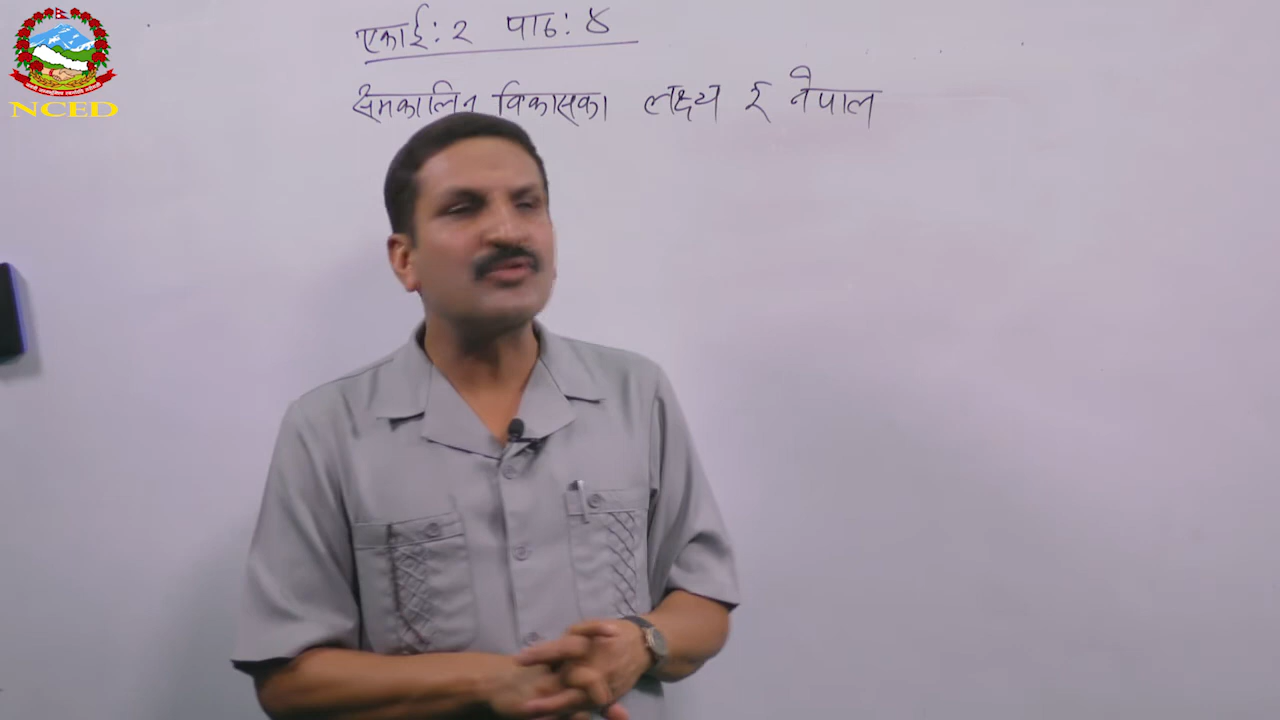 NCED
एकाई: २ पाठ: ४
समकालिन विकासका लक्ष्य र नेपाल